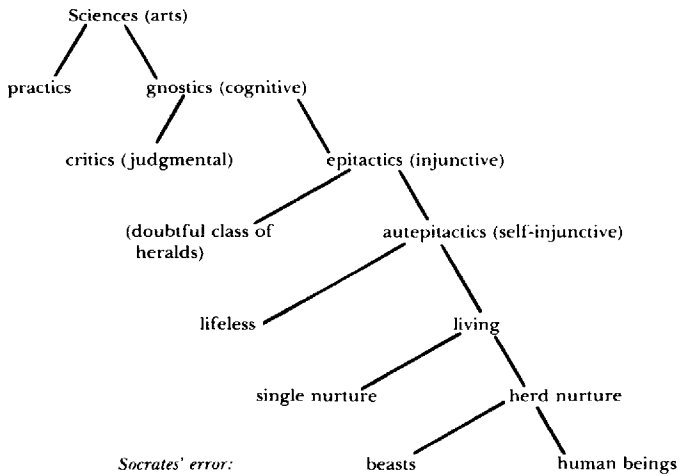 Sciences (arts)
practics gnostics (cognitive)
critics (judgmental) epitactics (injunctive)
(doubtful class of autepitactics (self-injunctive)
heralds)
lifeless living
single nurture herd nurture
Socrates' error: beasts human beings